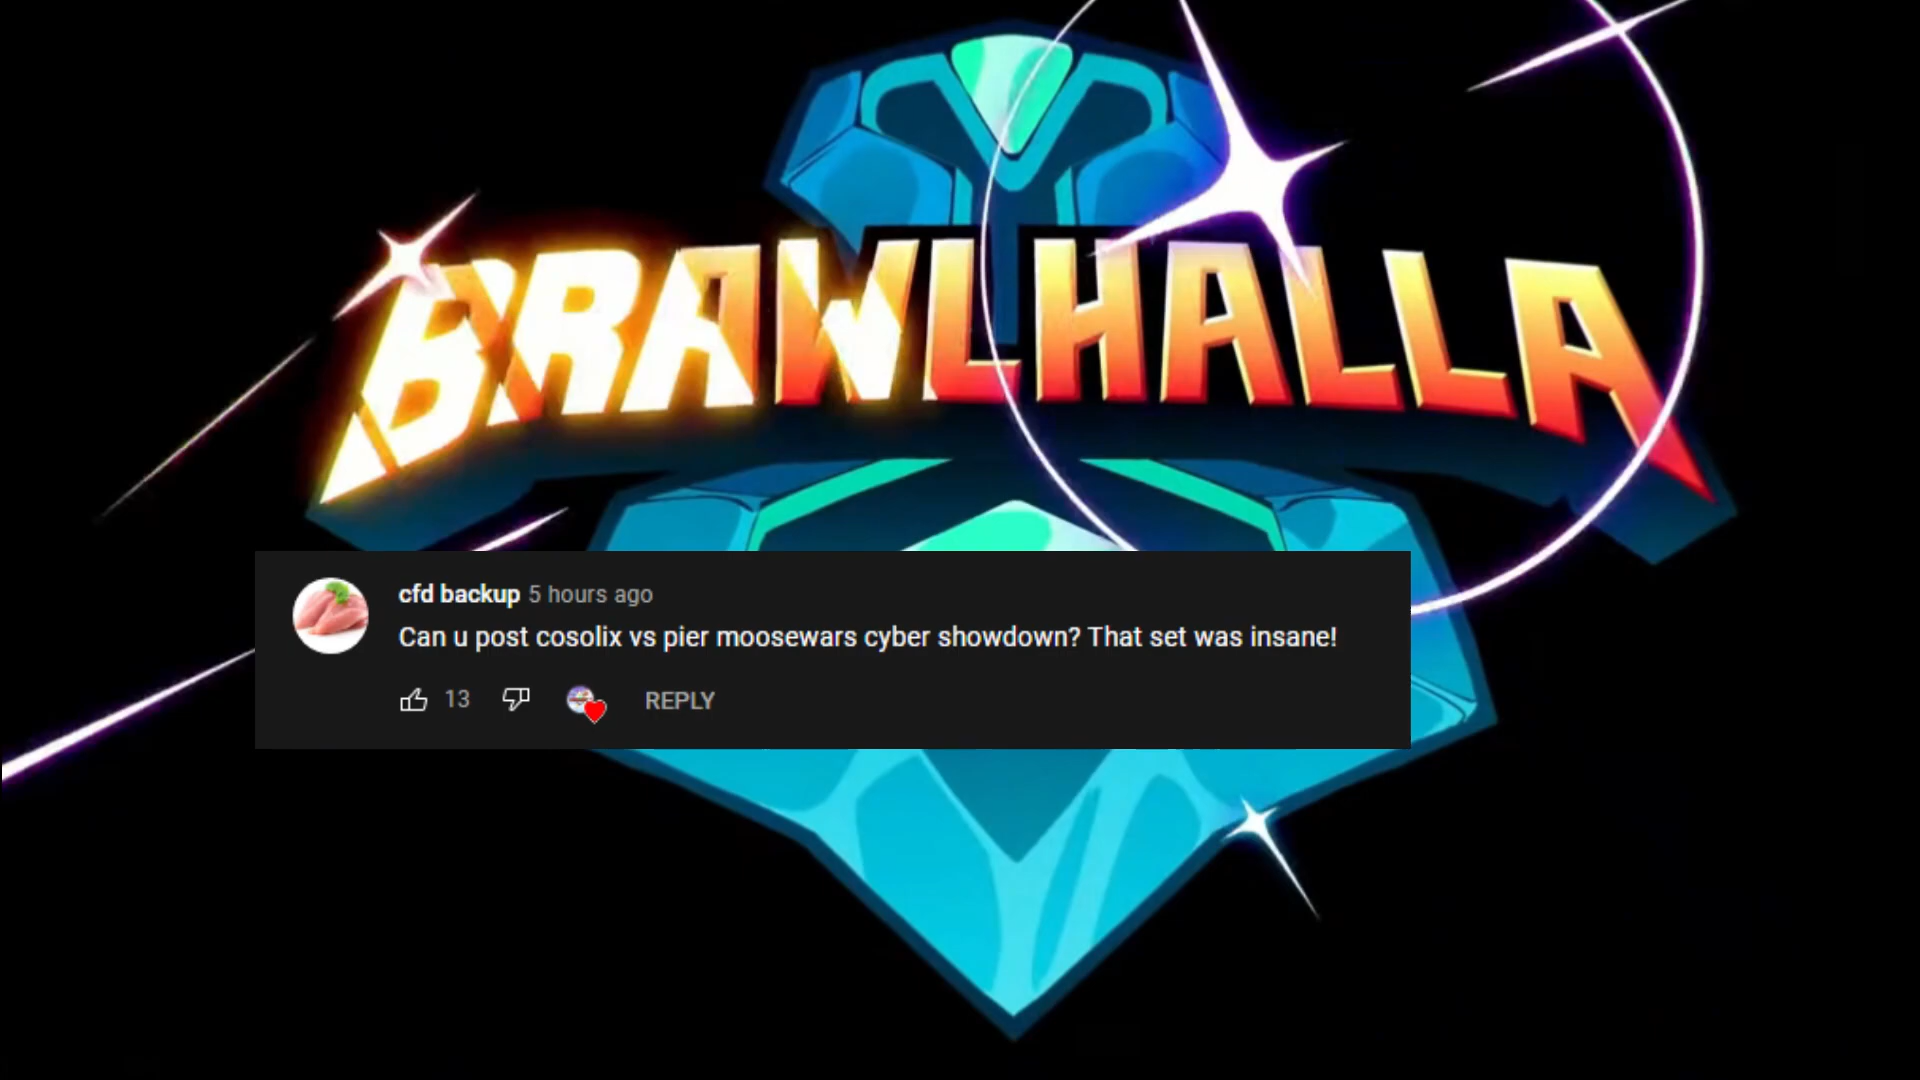 BRAWLHALLA
cfd backup 5 hours ago
Can u post cosolix vs pier moosewars cyber showdown? That set was insane!
13 REPLY